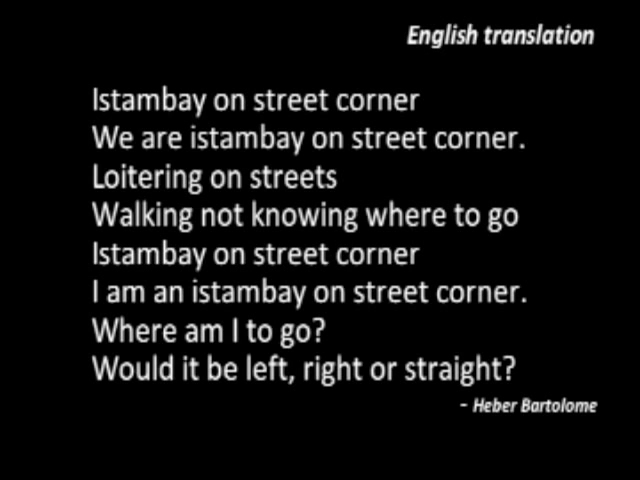 English translation
Istambay on street corner
We are istambay on street corner.
Loitering on streets
Walking not knowing where to go
Istambay on street corner
I am an istambay on street corner.
Where am I to go?
Would it be left, right or straight?
- Heber Bartolome